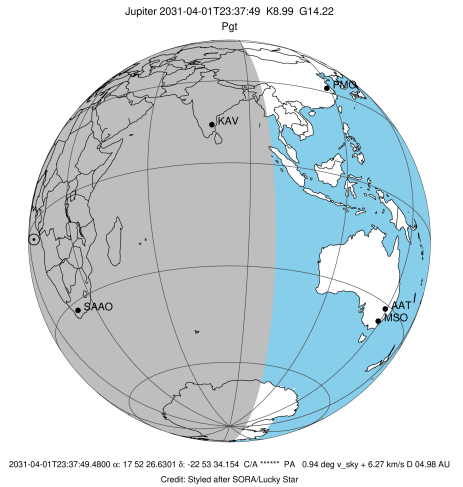 Jupiter 2031-04-01T23:37:49 K8.99 G14.22
Pgt
PMO
KAV
SAAO
AAT
MSO
2031-04-01T23:37:49.4800 α: 17 52 26.6301 δ: -22 53 34.154 C/A ****** PA 0.94 deg v_sky + 6.27 km/s D 04.98 AU
Credit: Styled after SORA/Lucky Star